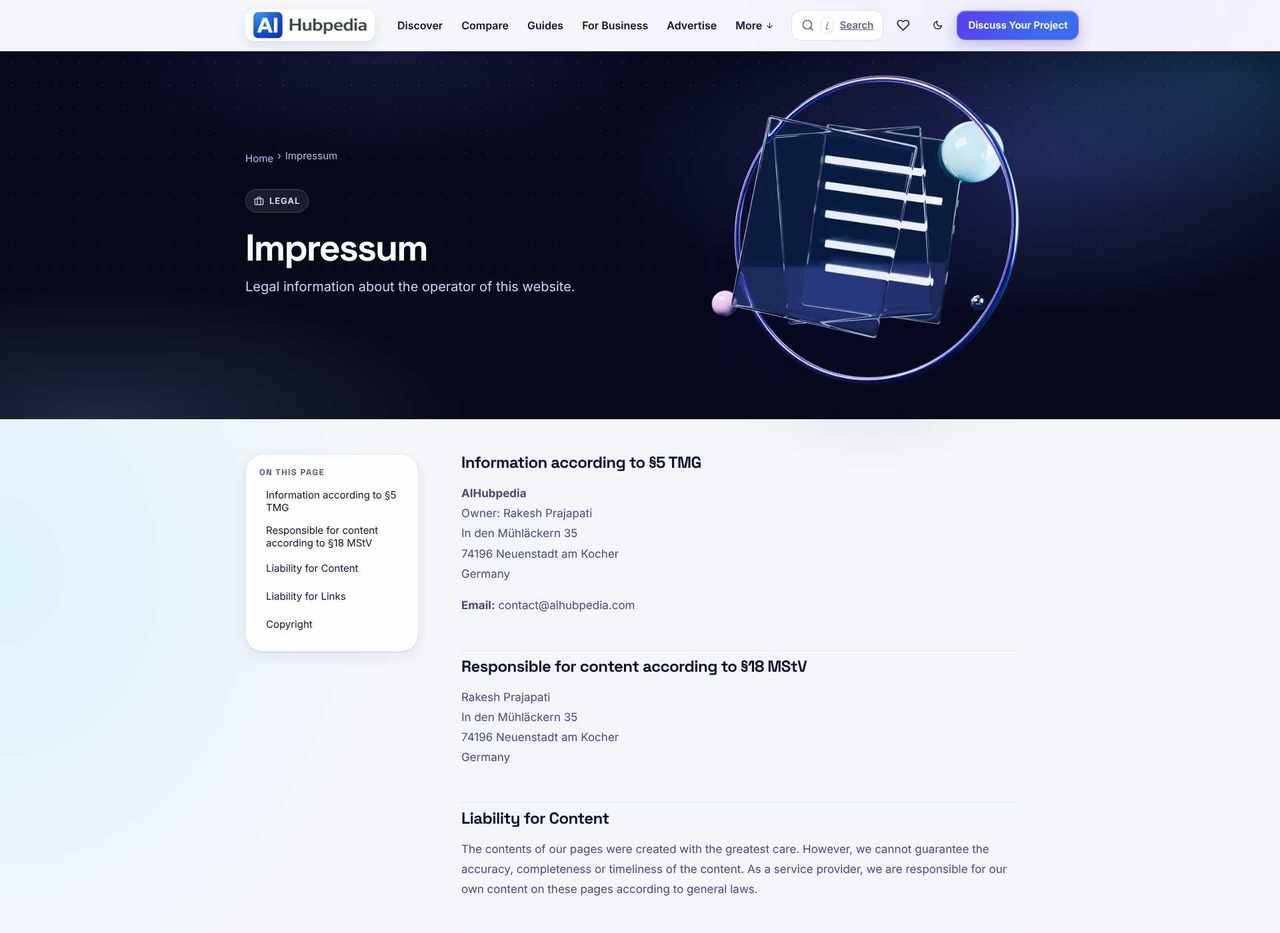 AI Hubpedia
Discover
Compare
Guides
For Business
Advertise
More ↓
/ Search
Discuss Your Project
Home › Impressum
LEGAL
Impressum
Legal information about the operator of this website.
ON THIS PAGE
Information according to §5
TMG
Responsible for content
according to §18 MStV
Liability for Content
Liability for Links
Copyright
Information according to §5 TMG
AIHubpedia
Owner: Rakesh Prajapati
In den Mühläckern 35
74196 Neuenstadt am Kocher
Germany
Email: contact@aihubpedia.com
Responsible for content according to §18 MStV
Rakesh Prajapati
In den Mühläckern 35
74196 Neuenstadt am Kocher
Germany
Liability for Content
The contents of our pages were created with the greatest care. However, we cannot guarantee the
accuracy, completeness or timeliness of the content. As a service provider, we are responsible for our
own content on these pages according to general laws.